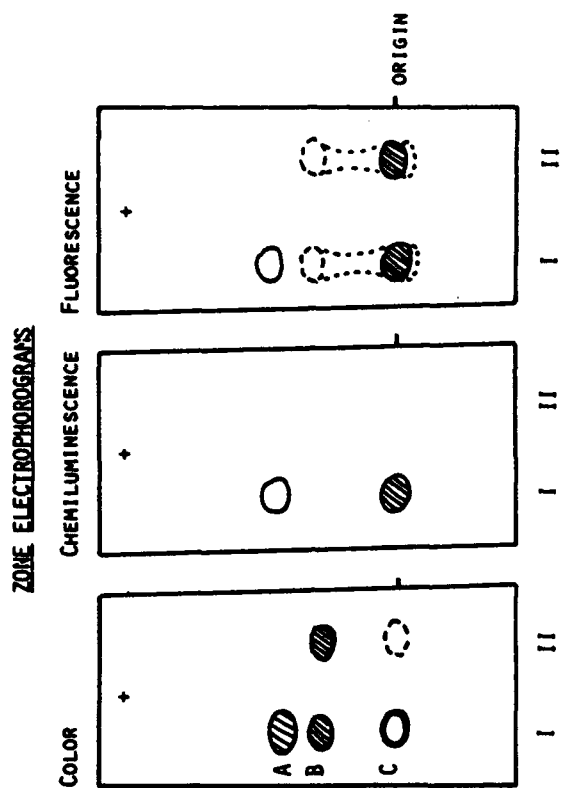 ZONE ELECTROPHOROGRAMS
COLOR
CHEMILUMINESCENCE
FLUORESCENCE
+ + +
A
B
C
ORIGIN
I II I II I II